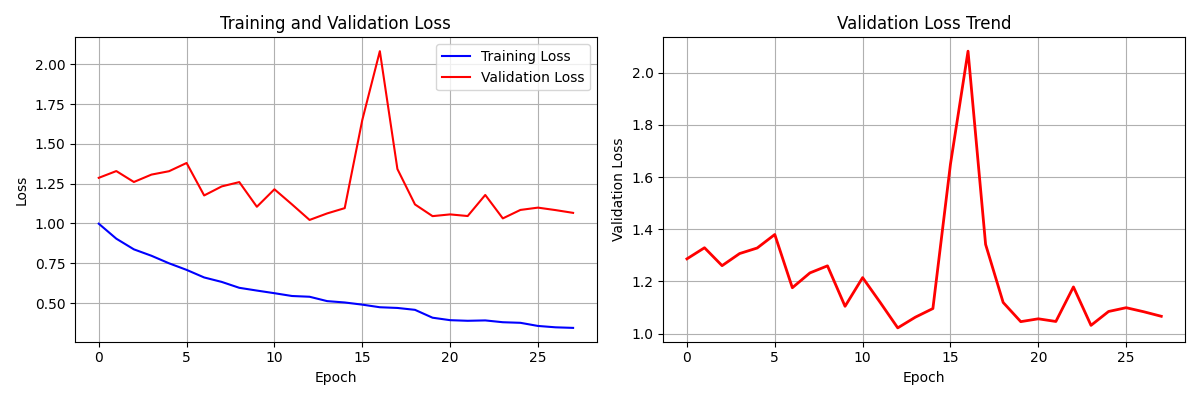 Training and Validation Loss
Training Loss
Validation Loss
2.00
1.75
1.50
1.25
1.00
0.75
0.50
Loss
0 5 10 15 20 25
Epoch
Validation Loss Trend
2.0
1.8
1.6
1.4
1.2
1.0
Validation Loss
0 5 10 15 20 25
Epoch